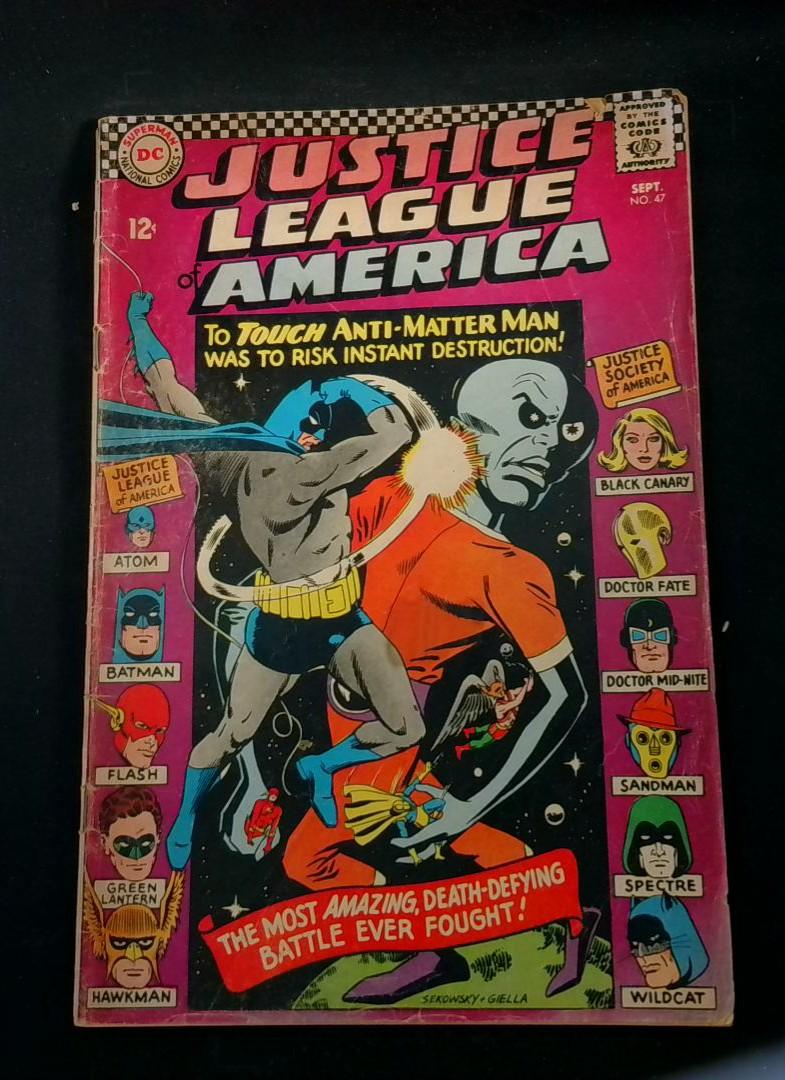 SUPERMAN
DC
NATIONAL COMICS
APPROVED
BY THE
COMICS
CODE
CA
AUTHORITY
JUSTICE
LEAGUE
of AMERICA
SEPT.
NO. 47
12¢
TO TOUCH ANTI-MATTER MAN
WAS TO RISK INSTANT DESTRUCTION!
JUSTICE
SOCIETY
of AMERICA
BLACK CANARY
DOCTOR FATE
DOCTOR MID-NITE
SANDMAN
SPECTRE
WILDCAT
JUSTICE
LEAGUE
of AMERICA
ATOM
BATMAN
FLASH
GREEN
LANTERN
HAWKMAN
THE MOST AMAZING, DEATH-DEFYING
BATTLE EVER FOUGHT!
SEKOWSKY + GIELLA